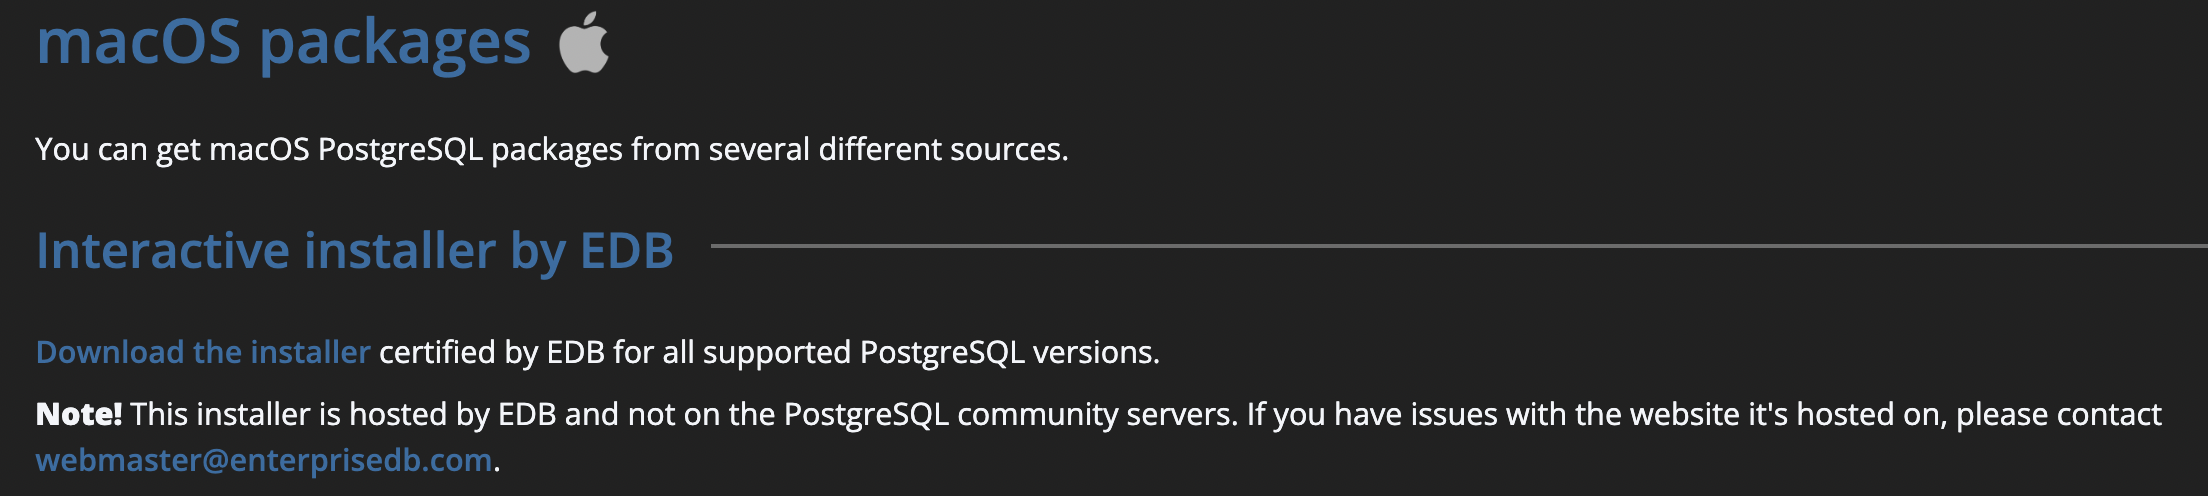 macOS packages
You can get macOS PostgreSQL packages from several different sources.
Interactive installer by EDB
Download the installer certified by EDB for all supported PostgreSQL versions.
Note! This installer is hosted by EDB and not on the PostgreSQL community servers. If you have issues with the website it's hosted on, please contact
webmaster@enterprisedb.com.